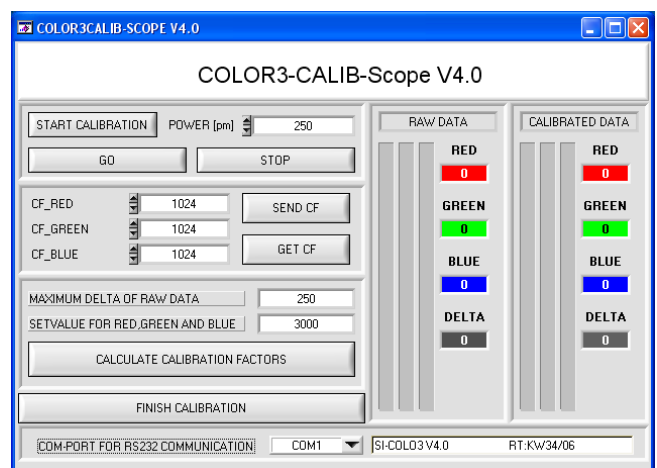 COLOR3CALIB-SCOPE V4.0
COLOR3-CALIB-Scope V4.0
START CALIBRATION POWER [pm] 250
GO STOP
CF_RED 1024
CF_GREEN 1024
CF_BLUE 1024
SEND CF
GET CF
MAXIMUM DELTA OF RAW DATA 250
SETVALUE FOR RED,GREEN AND BLUE 3000
CALCULATE CALIBRATION FACTORS
FINISH CALIBRATION
RAW DATA
RED
0
GREEN
0
BLUE
0
DELTA
0
CALIBRATED DATA
RED
0
GREEN
0
BLUE
0
DELTA
0
COM-PORT FOR RS232 COMMUNICATION COM1 SI-COLO3 V4.0 RT:KW34/06